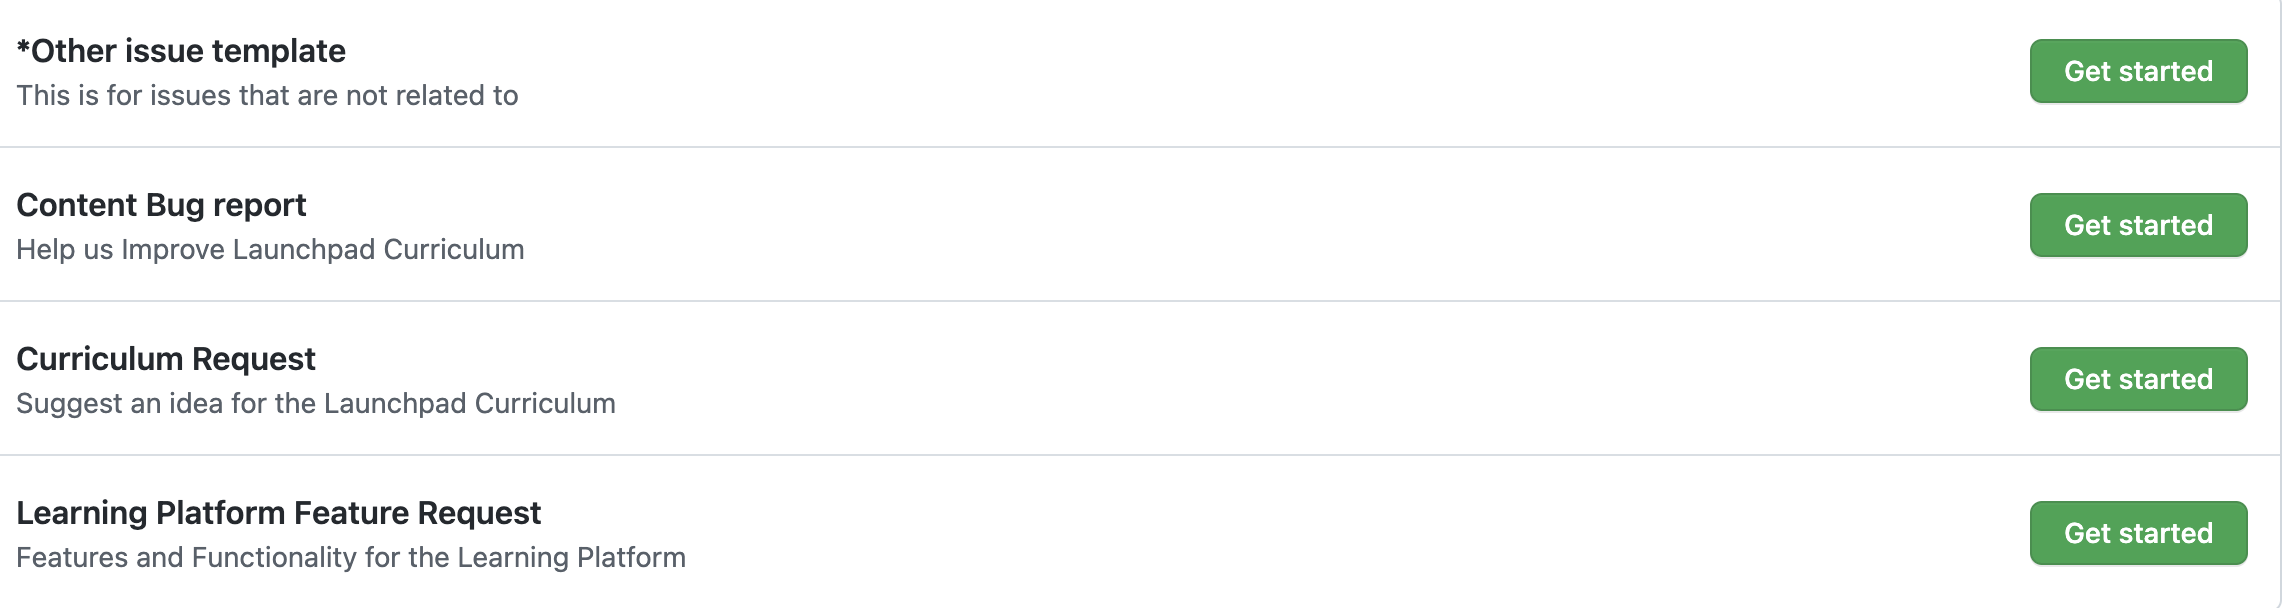 *Other issue template
This is for issues that are not related to
Get started
Content Bug report
Help us Improve Launchpad Curriculum
Get started
Curriculum Request
Suggest an idea for the Launchpad Curriculum
Get started
Learning Platform Feature Request
Features and Functionality for the Learning Platform
Get started